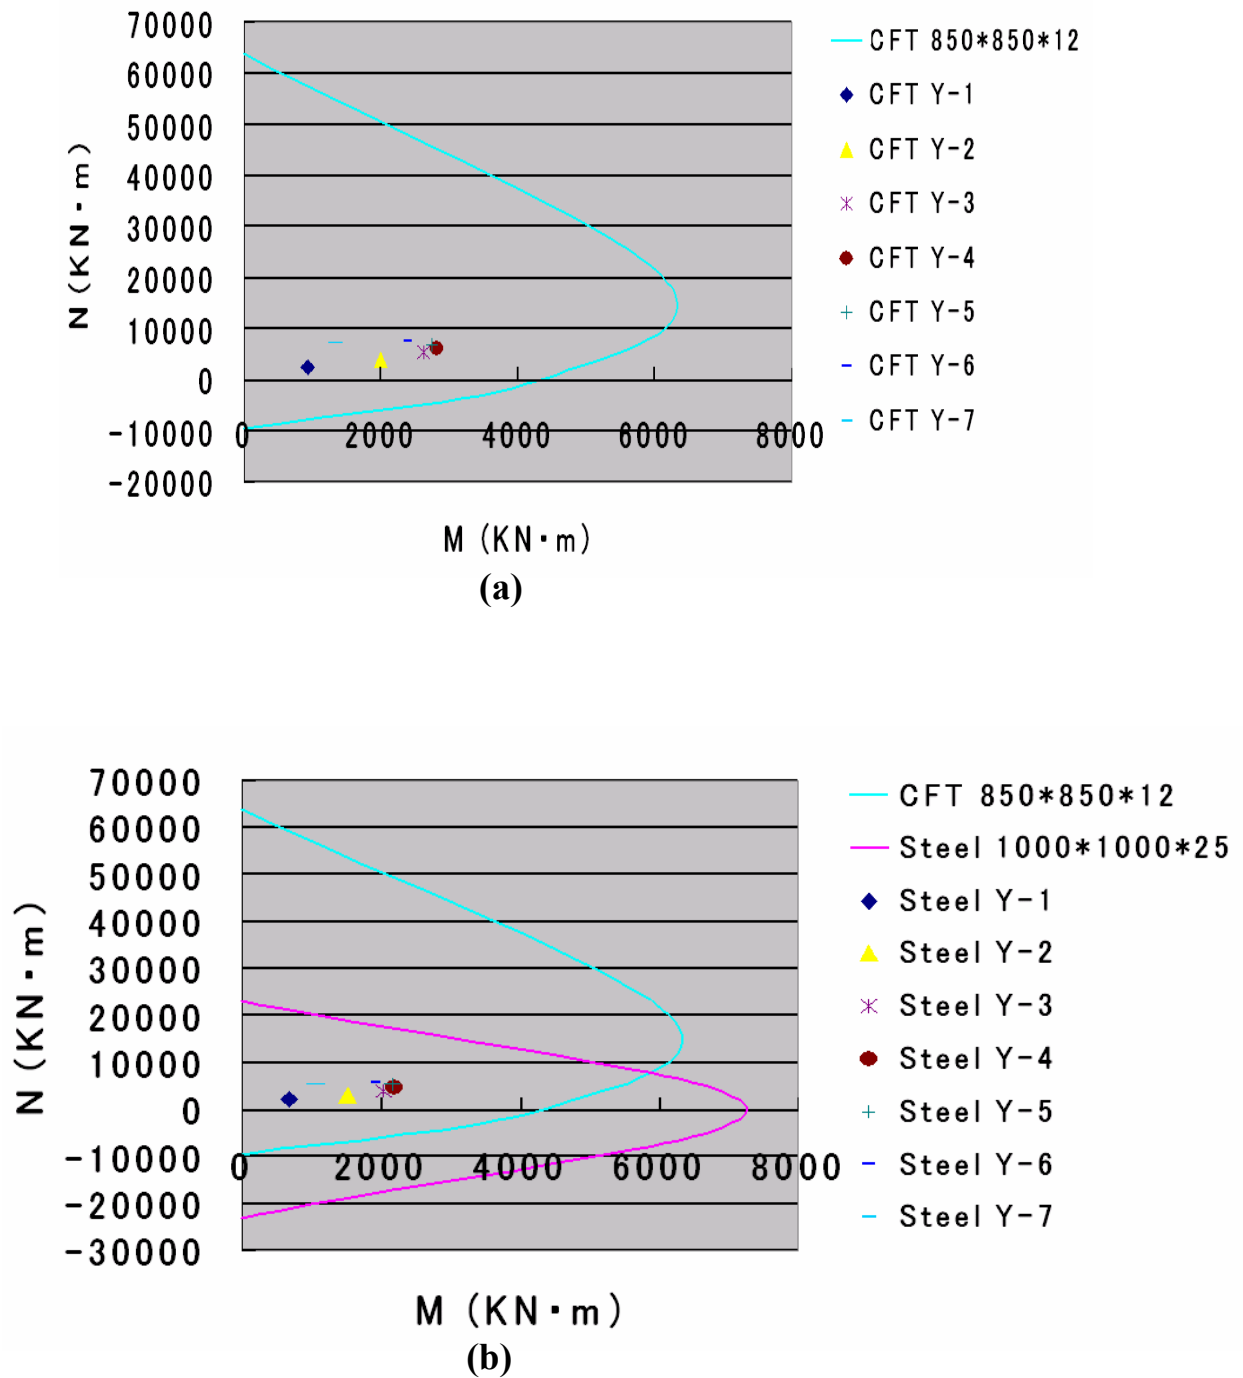 70000
60000
50000
40000
30000
20000
10000
0
-10000
-20000
N (KN·m)
0 2000 4000 6000 8000
M (KN·m)
CFT 850*850*12
CFT Y-1
CFT Y-2
CFT Y-3
CFT Y-4
CFT Y-5
CFT Y-6
CFT Y-7
(a)
70000
60000
50000
40000
30000
20000
10000
0
-10000
-20000
-30000
N (KN·m)
0 2000 4000 6000 8000
M (KN·m)
CFT 850*850*12
Steel 1000*1000*25
Steel Y-1
Steel Y-2
Steel Y-3
Steel Y-4
Steel Y-5
Steel Y-6
Steel Y-7
(b)